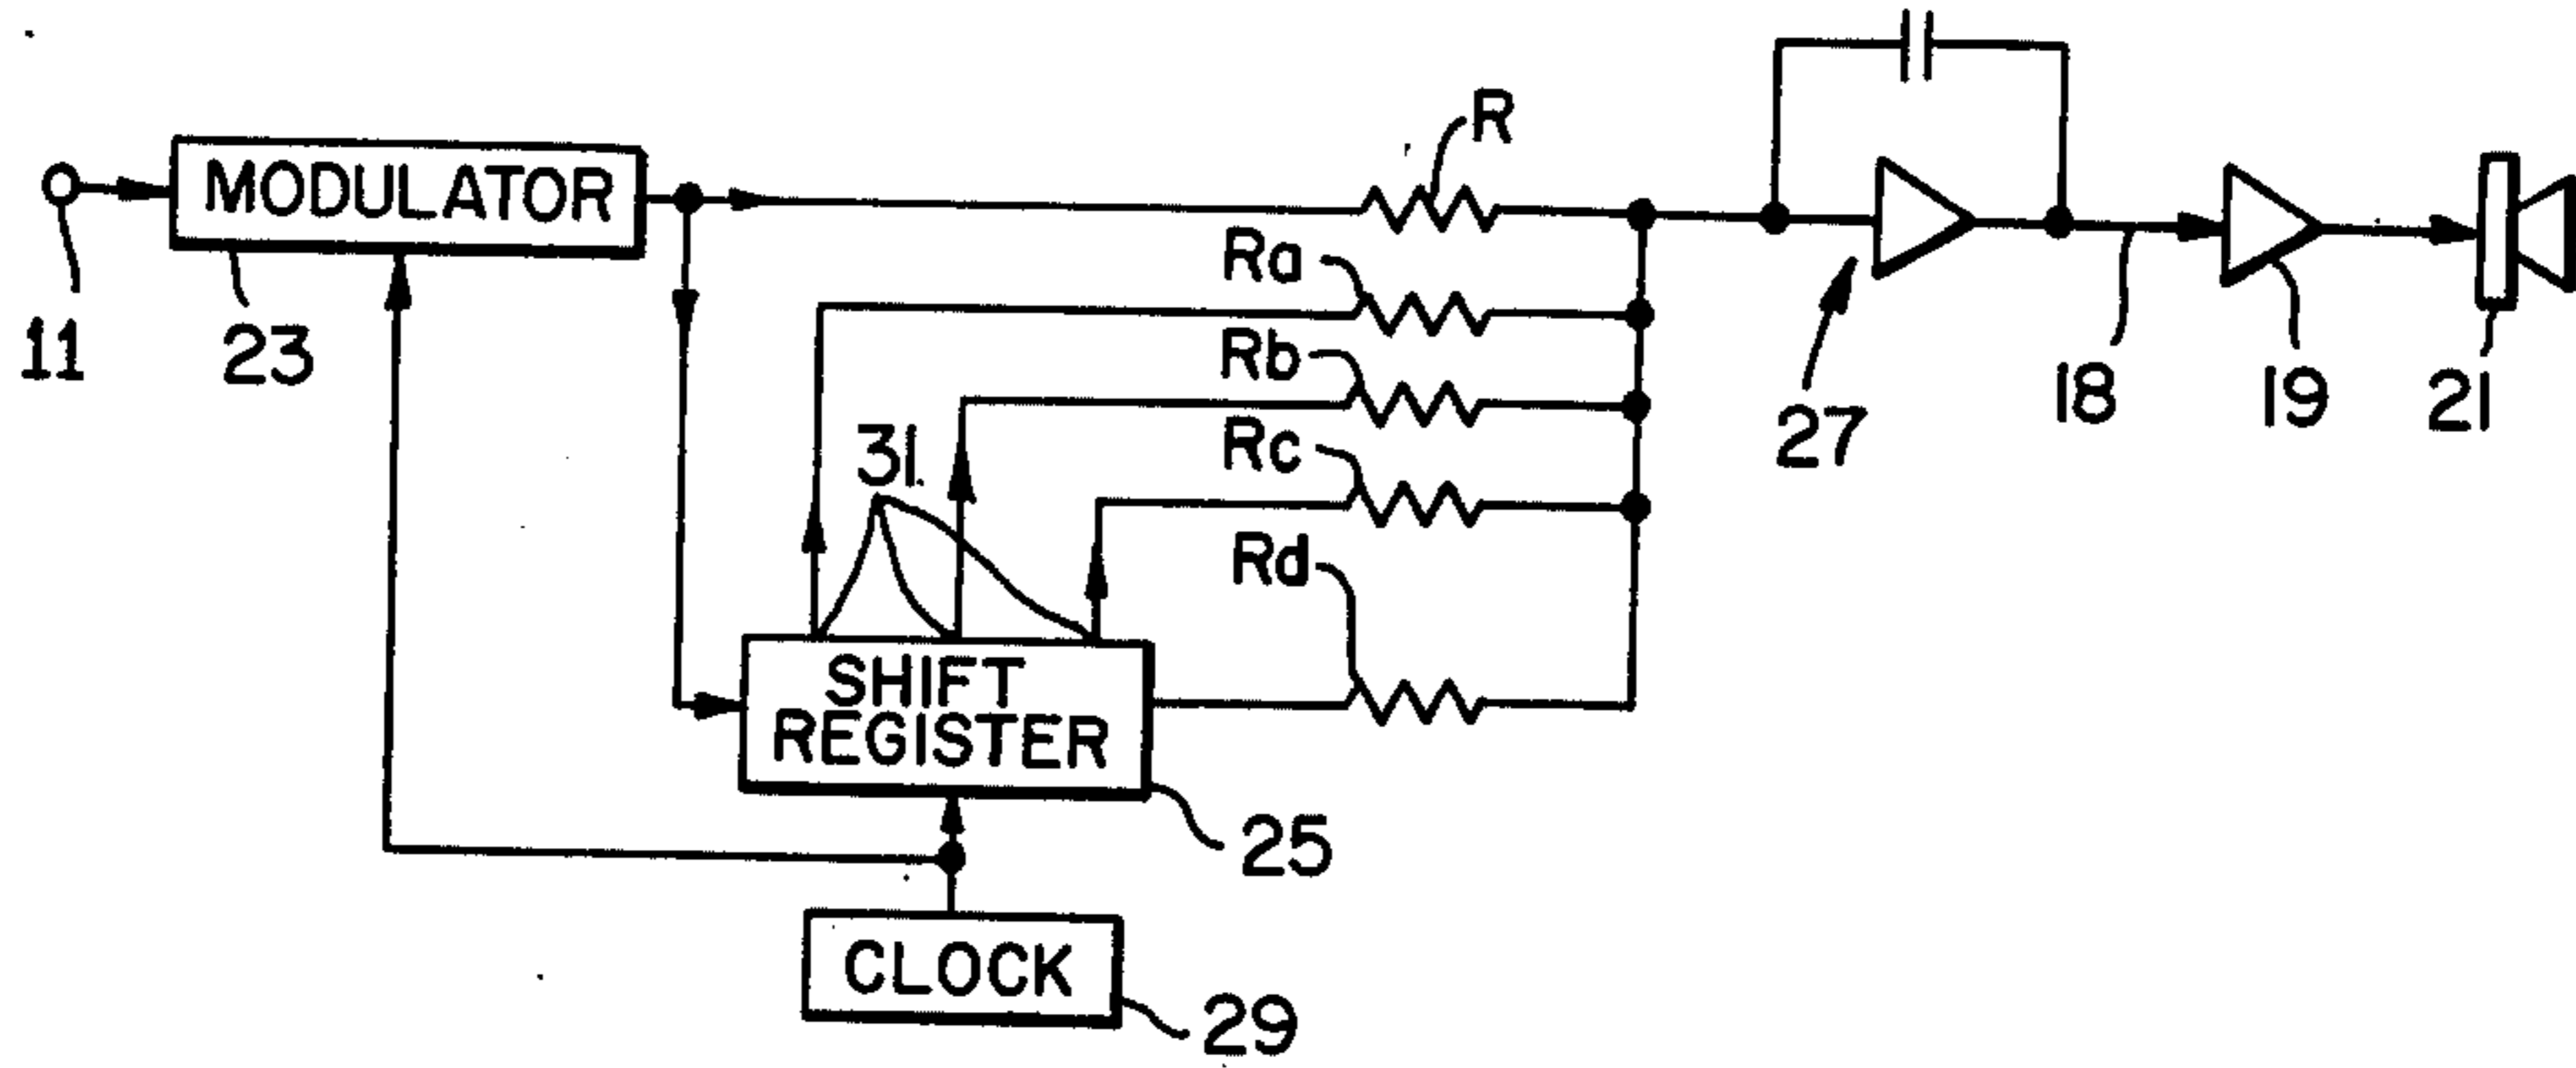 R
MODULATOR
Ra
11
23
Rb
18
19
21
27
31
Rc
Rd
SHIFT
REGISTER
25
CLOCK
29